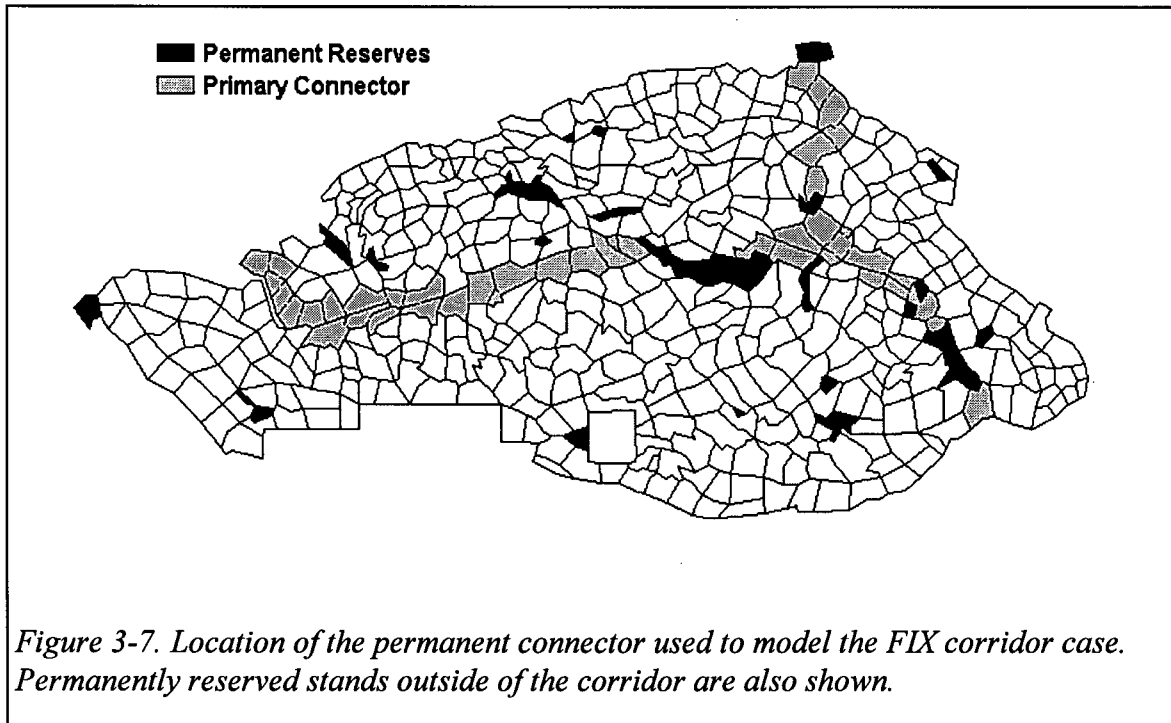 Permanent Reserves
Primary Connector
Figure 3-7. Location of the permanent connector used to model the FIX corridor case.
Permanently reserved stands outside of the corridor are also shown.